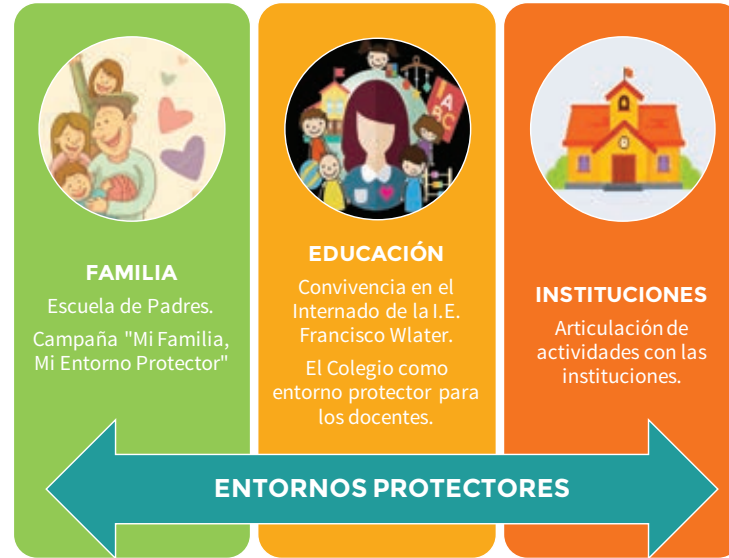 FAMILIA
Escuela de Padres.
Campaña "Mi Familia,
Mi Entorno Protector"
EDUCACIÓN
Convivencia en el
Internado de la I.E.
Francisco Wlater.
El Colegio como
entorno protector para
los docentes.
INSTITUCIONES
Articulación de
actividades con las
instituciones.
ENTORNOS PROTECTORES